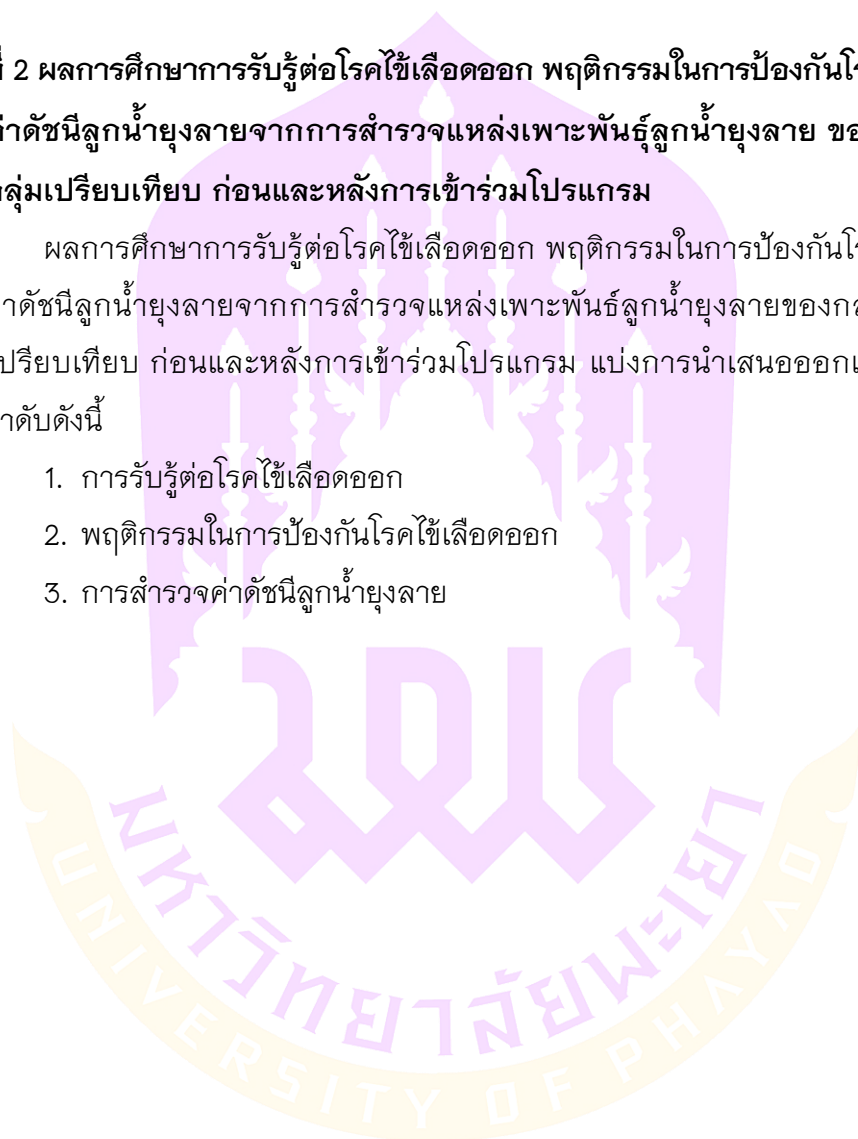 ที่ 2 ผลการศึกษาการรับรู้ต่อโรคไข้เลือดออก พฤติกรรมในการป้องกันโร
ค่าดัชนีลูกน้ำยุงลายจากการสำรวจแหล่งเพาะพันธุ์ลูกน้ำยุงลาย ขอ
ลุ่มเปรียบเทียบ ก่อนและหลังการเข้าร่วมโปรแกรม
ผลการศึกษาการรับรู้ต่อโรคไข้เลือดออก พฤติกรรมในการป้องกันโร
าดัชนีลูกน้ำยุงลายจากการสำรวจแหล่งเพาะพันธ์ลูกน้ำยุงลายของกล
เปรียบเทียบ ก่อนและหลังการเข้าร่วมโปรแกรม แบ่งการนำเสนอออกเ
าดับดังนี้
1. การรับรู้ต่อโรคไข้เลือดออก
2. พฤติกรรมในการป้องกันโรคไข้เลือดออก
3. การสำรวจค่าดัชนีลูกน้ำยุงลาย
มหาวิทยาลัยพะเยา
UNIVERSITY OF PHAYAO